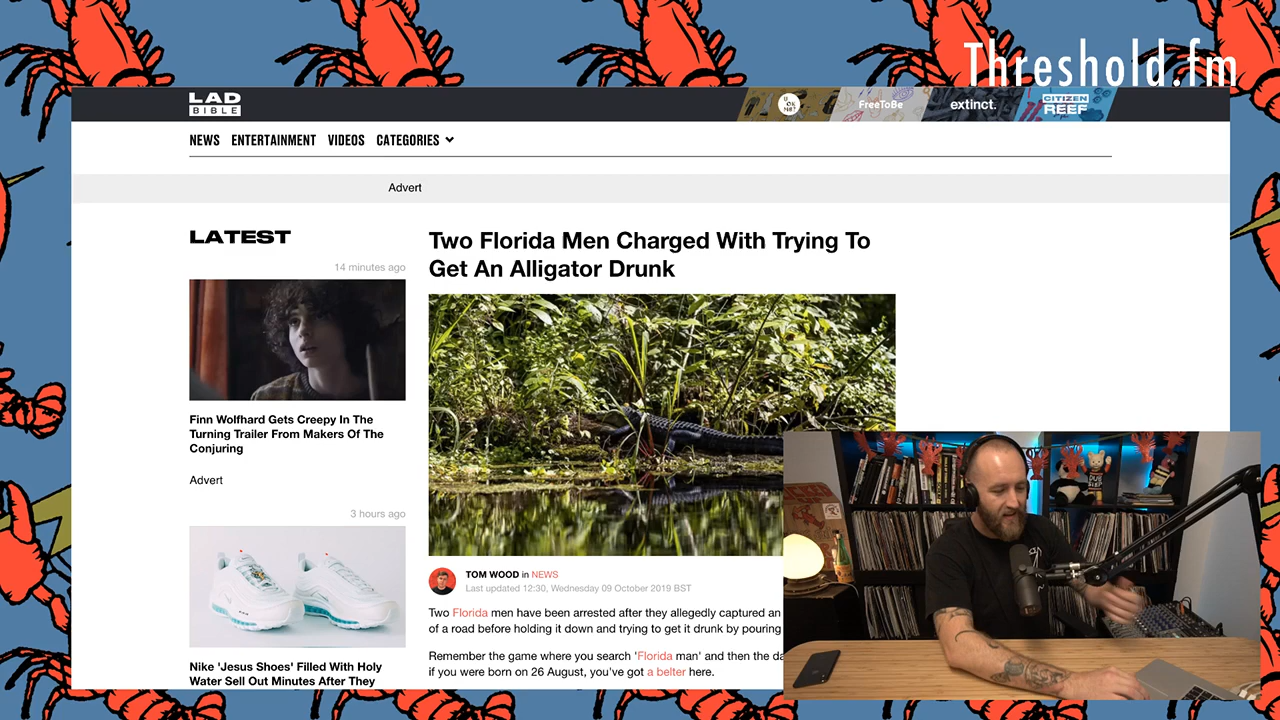 Threshold.fm
LAD
BIBLE
U OK M8?
FreeToBe
extinct.
CITIZEN
REEF
NEWS
ENTERTAINMENT
VIDEOS
CATEGORIES
Advert
LATEST
14 minutes ago
Finn Wolfhard Gets Creepy In The
Turning Trailer From Makers Of The
Conjuring
Advert
3 hours ago
Nike 'Jesus Shoes' Filled With Holy
Water Sell Out Minutes After They
Two Florida Men Charged With Trying To
Get An Alligator Drunk
TOM WOOD in NEWS
Last updated 12:30, Wednesday 09 October 2019 BST
Two Florida men have been arrested after they allegedly captured an
of a road before holding it down and trying to get it drunk by pouring
Remember the game where you search 'Florida man' and then the da
if you were born on 26 August, you've got a belter here.